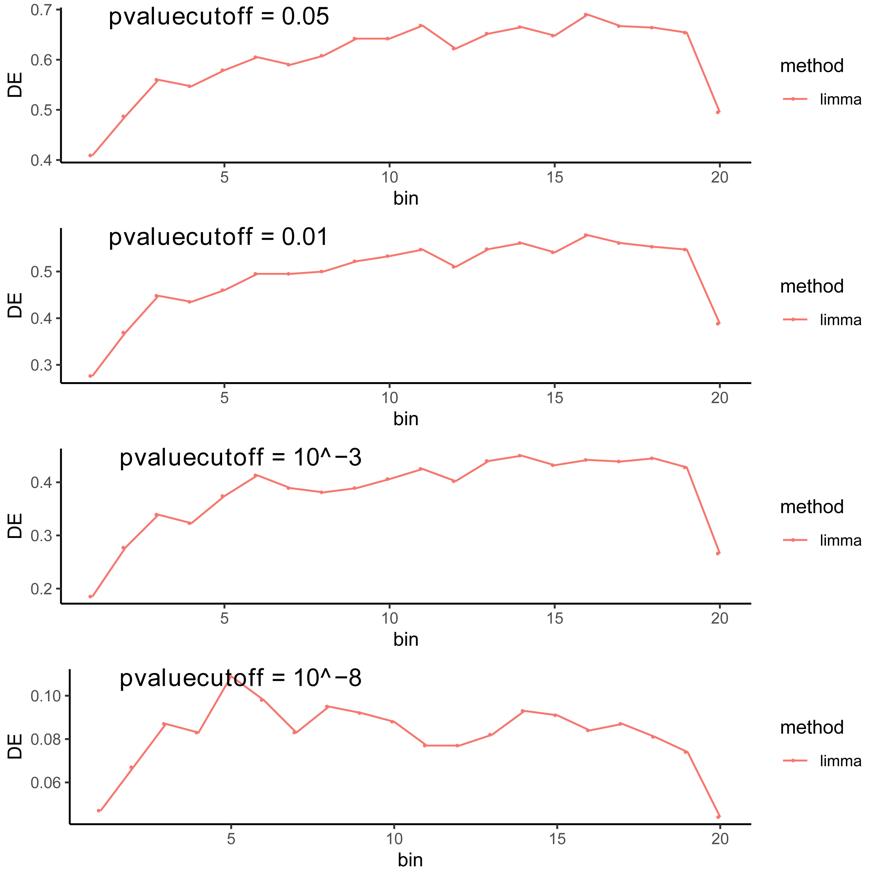 pvaluecutoff = 0.05
0.7
0.6
0.5
0.4
DE
5
10
15
20
bin
method
limma
pvaluecutoff = 0.01
0.5
0.4
0.3
DE
5
10
15
20
bin
method
limma
pvaluecutoff = 10^−3
0.4
0.3
0.2
DE
5
10
15
20
bin
method
limma
pvaluecutoff = 10^−8
0.10
0.08
0.06
DE
5
10
15
20
bin
method
limma